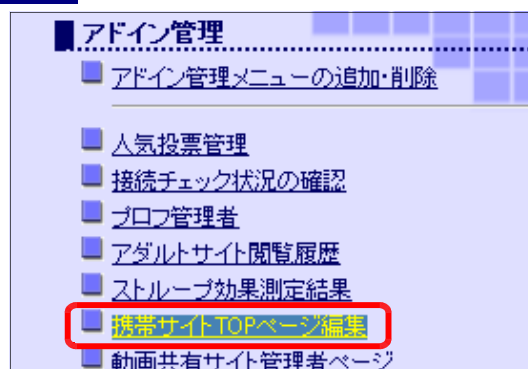 アドイン管理
アドイン管理メニューの追加・削除
人気投票管理
接続チェック状況の確認
プロフ管理者
アダルトサイト閲覧履歴
ストループ効果測定結果
携帯サイトTOPページ編集
動画共有サイト管理者ページ